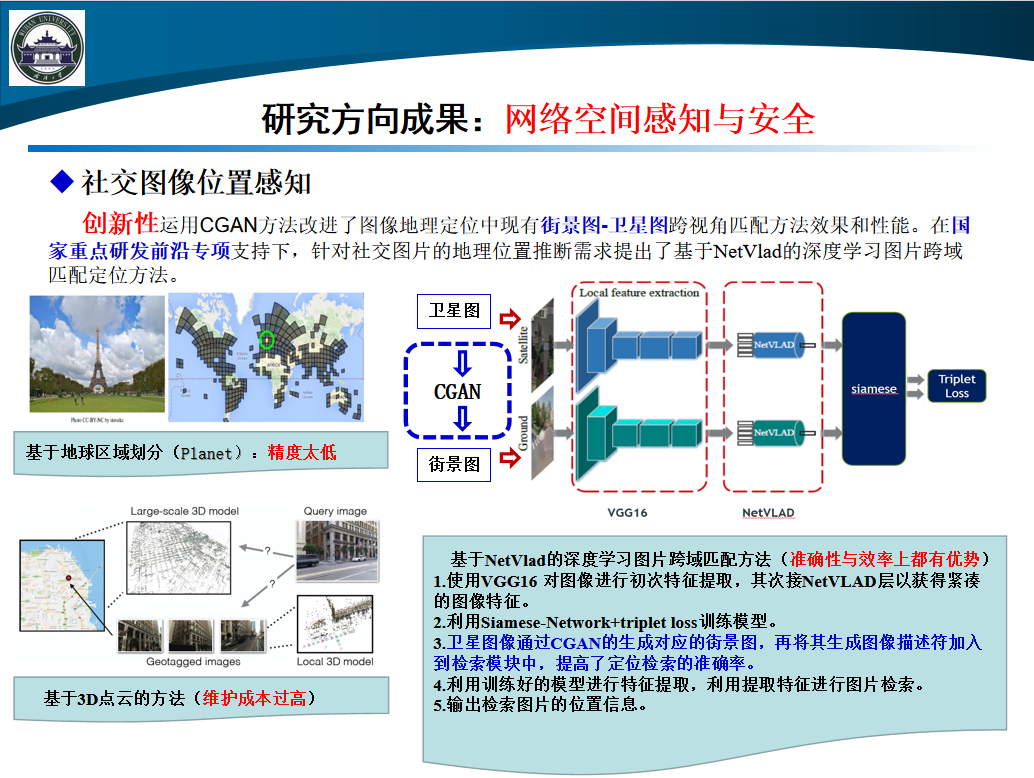 WUHAN UNIVERSITY
研究方向成果：网络空间感知与安全
社交图像位置感知
创新性运用CGAN方法改进了图像地理定位中现有街景图-卫星图跨视角匹配方法效果和性能。在国
家重点研发前沿专项支持下，针对社交图片的地理位置推断需求提出了基于NetVlad的深度学习图片跨域
匹配定位方法。
Photo CC-BY-NC by stevekc
AFRICA
基于地球区域划分（Planet）：精度太低
卫星图
CGAN
街景图
Satellite
Ground
Local feature extraction
NetVLAD
NetVLAD
siamese
Triplet
Loss
VGG16
NetVLAD
Large-scale 3D model
Query image
?
?
Geotagged images
Local 3D model
基于3D点云的方法（维护成本过高）
基于NetVlad的深度学习图片跨域匹配方法（准确性与效率上都有优势）
1.使用VGG16 对图像进行初次特征提取，其次接NetVLAD层以获得紧凑
的图像特征。
2.利用Siamese-Network+triplet loss训练模型。
3.卫星图像通过CGAN的生成对应的街景图，再将其生成图像描述符加入
到检索模块中，提高了定位检索的准确率。
4.利用训练好的模型进行特征提取，利用提取特征进行图片检索。
5.输出检索图片的位置信息。